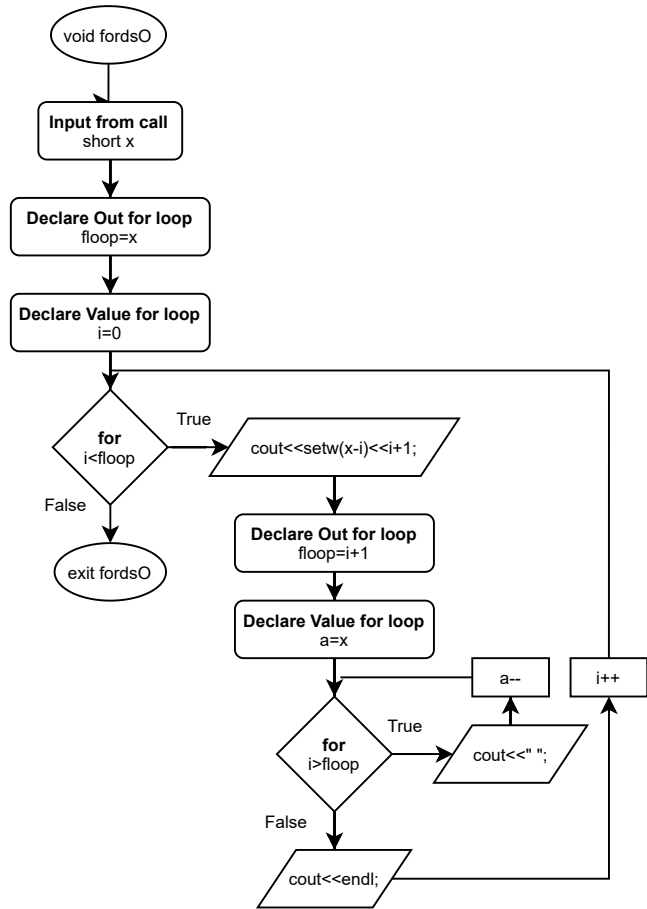 void fordsO
Input from call
short x
Declare Out for loop
floop=x
Declare Value for loop
i=0
for
i<floop
True
False
exit fordsO
cout<<setw(x-i)<<i+1;
Declare Out for loop
floop=i+1
Declare Value for loop
a=x
for
i>floop
True
cout<<" ";
a--
i++
False
cout<<endl;